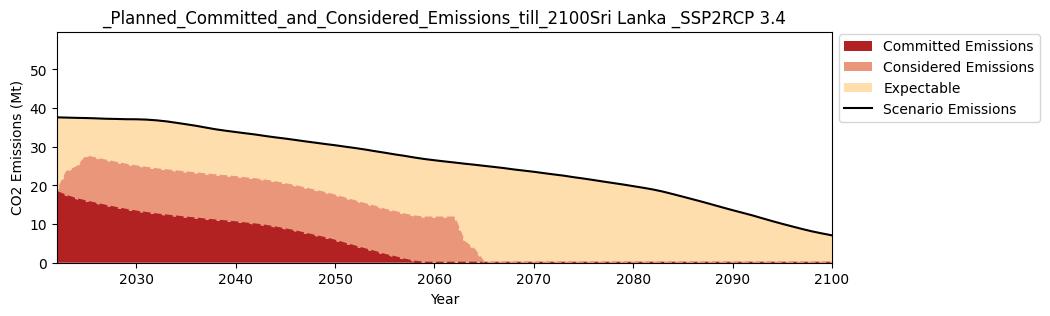 _Planned_Committed_and_Considered_Emissions_till_2100Sri Lanka _SSP2RCP 3.4
Committed Emissions
Considered Emissions
Expectable
Scenario Emissions
CO2 Emissions (Mt)
50
40
30
20
10
0
2030 2040 2050 2060 2070 2080 2090 2100
Year